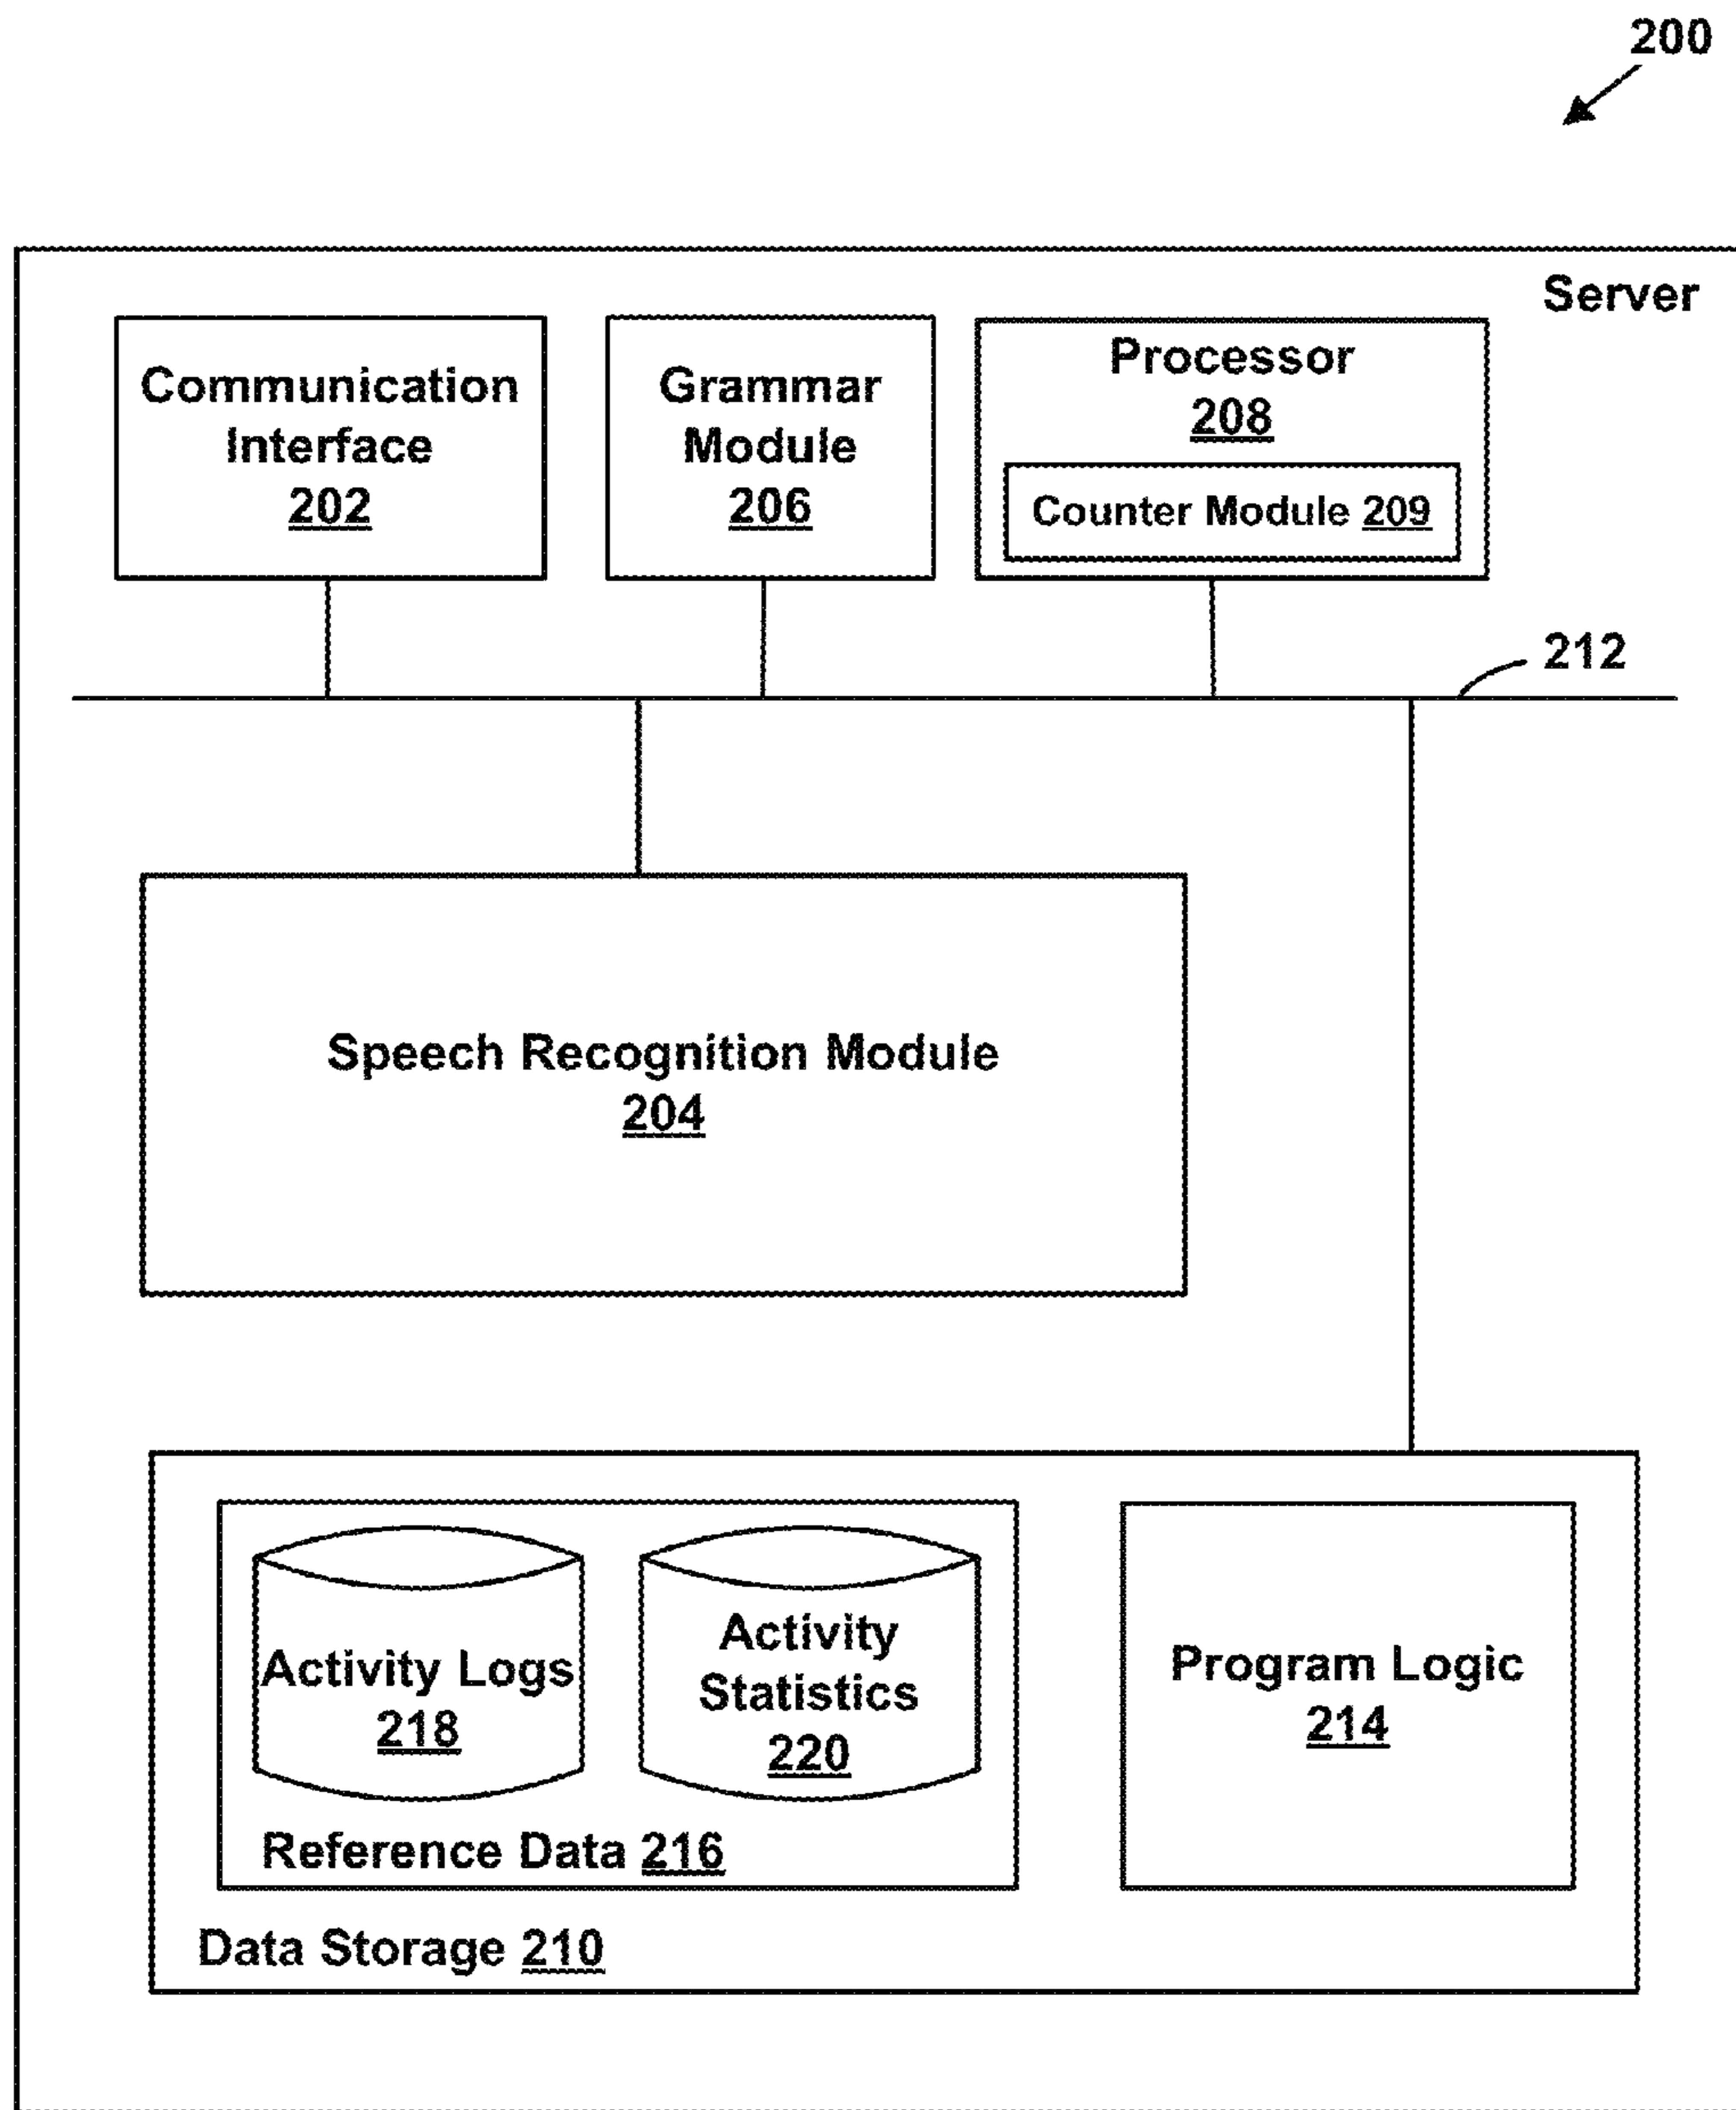 200
Server
Communication
Interface
202
Grammar
Module
206
Processor
208
Counter Module 209
212
Speech Recognition Module
204
Activity Logs
218
Activity
Statistics
220
Reference Data 216
Program Logic
214
Data Storage 210